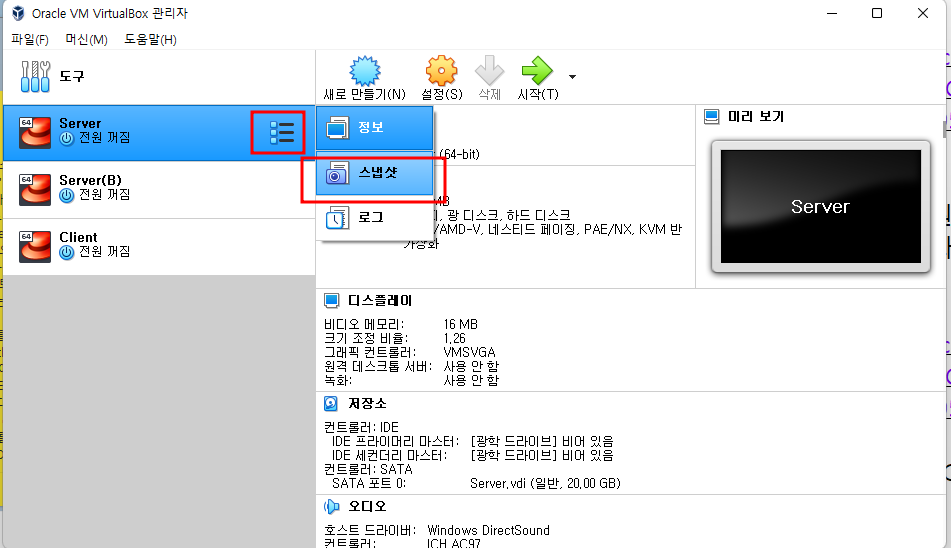 Oracle VM VirtualBox 관리자
파일(F) 머신(M) 도움말(H)
도구
새로 만들기(N) 설정(S) 삭제 시작(T)
64 Server
전원 꺼짐
64 Server(B)
전원 꺼짐
64 Client
전원 꺼짐
정보
스냅샷
로그
(64-bit)
MB
, 광 디스크, 하드 디스크
/AMD-V, 네스티드 페이징, PAE/NX, KVM 반
가상화
미리 보기
Server
디스플레이
비디오 메모리: 16 MB
크기 조정 비율: 1.26
그래픽 컨트롤러: VMSVGA
원격 데스크톱 서버: 사용 안 함
녹화: 사용 안 함
저장소
컨트롤러: IDE
IDE 프라이머리 마스터: [광학 드라이브] 비어 있음
IDE 세컨더리 마스터: [광학 드라이브] 비어 있음
컨트롤러: SATA
SATA 포트 0: Server.vdi (일반, 20.00 GB)
오디오
호스트 드라이버: Windows DirectSound
컨트롤러: ICH AC97